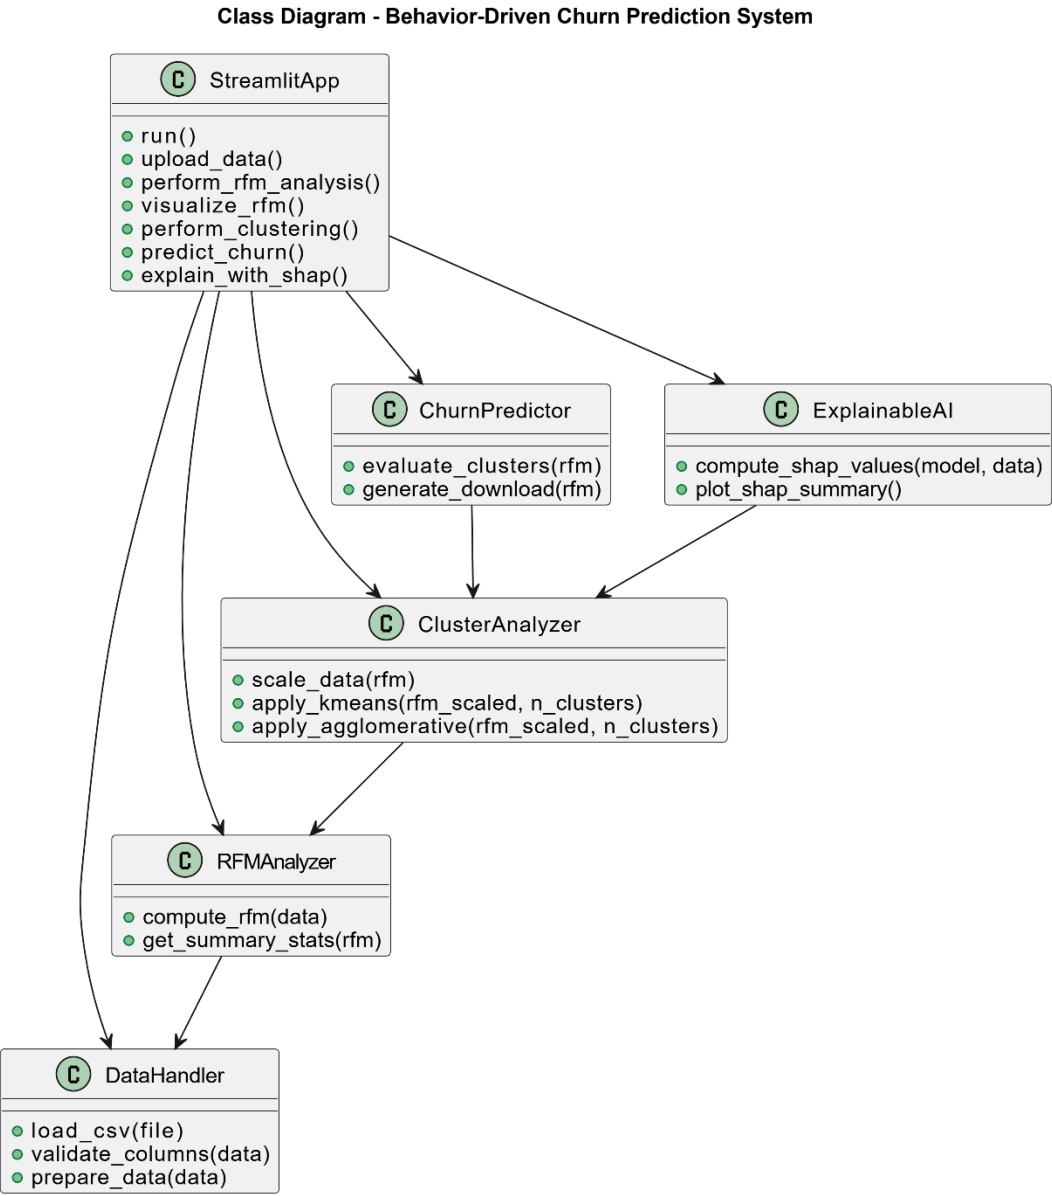 Class Diagram - Behavior-Driven Churn Prediction System
C StreamlitApp
run()
upload_data()
perform_rfm_analysis()
visualize_rfm()
perform_clustering()
predict_churn()
explain_with_shap()
C ChurnPredictor
evaluate_clusters(rfm)
generate_download(rfm)
C ExplainableAI
compute_shap_values(model, data)
plot_shap_summary()
C ClusterAnalyzer
scale_data(rfm)
apply_kmeans(rfm_scaled, n_clusters)
apply_agglomerative(rfm_scaled, n_clusters)
C RFMAnalyzer
compute_rfm(data)
get_summary_stats(rfm)
C DataHandler
load_csv(file)
validate_columns(data)
prepare_data(data)